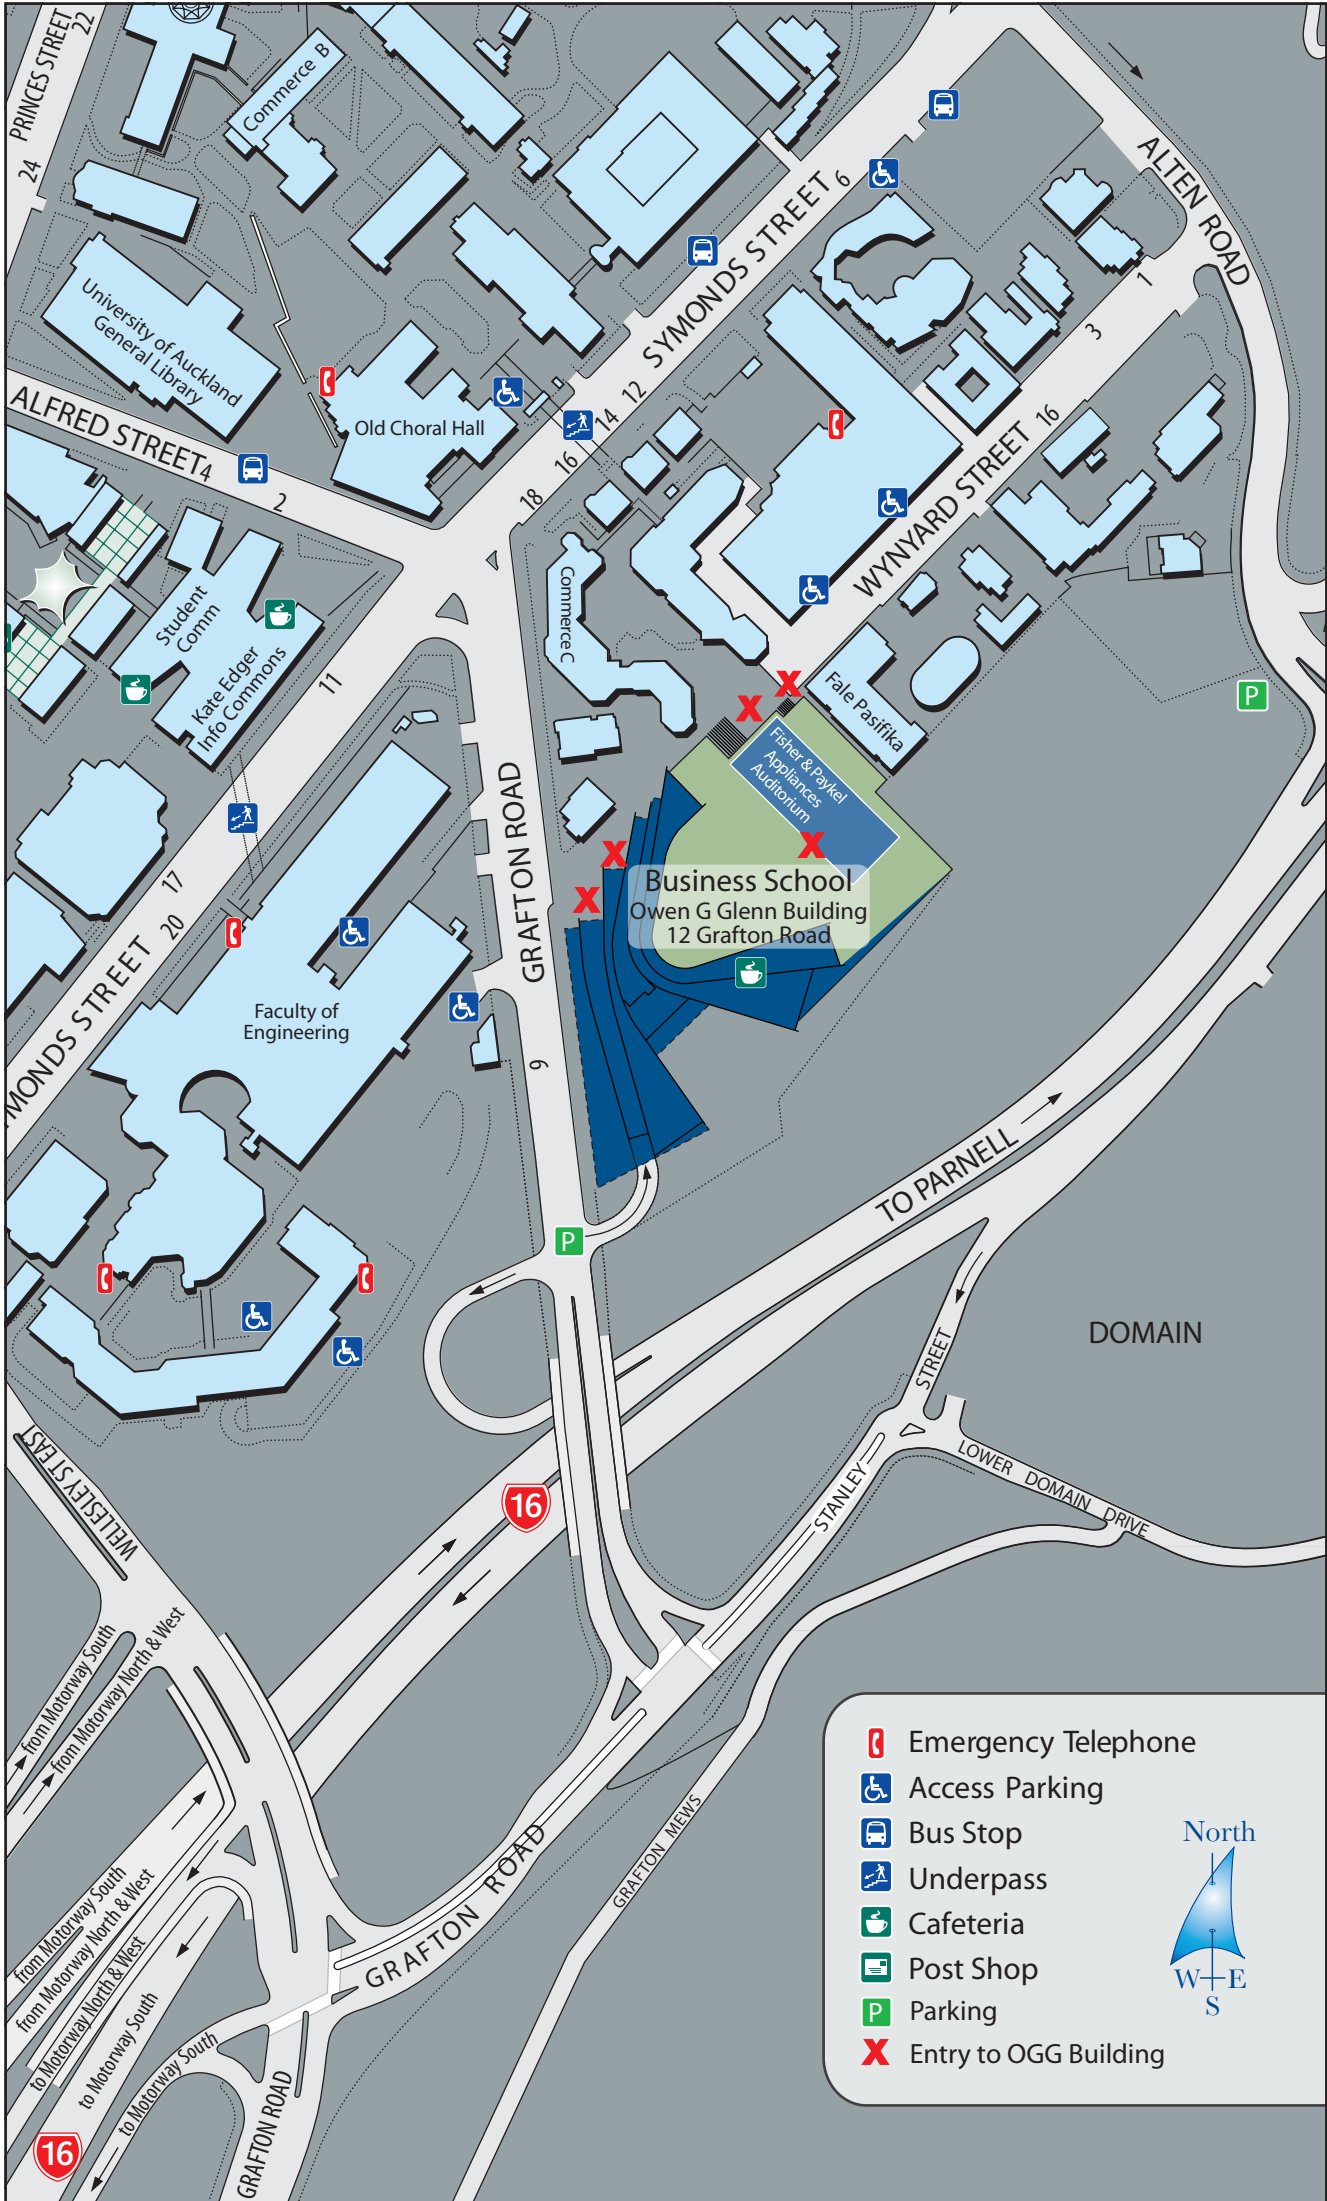 PRINCES STREET
22
24
Commerce B
University of Auckland
General Library
ALFRED STREET
4
2
Old Choral Hall
SYMONDS STREET
6
12
14
16
18
ALTEN ROAD
1
3
16
WYNYARD STREET
Student
Comm
Kate Edger
Info Commons
11
Commerce C
Fale Pasifika
Fisher & Paykel
Appliances
Auditorium
P
GRAFTON ROAD
Business School
Owen G Glenn Building
12 Grafton Road
17
20
MONDS STREET
Faculty of
Engineering
9
TO PARNELL
P
DOMAIN
STREET
STANLEY
LOWER DOMAIN DRIVE
WELLESLEY ST EAST
16
from Motorway South
from Motorway North & West
GRAFTON ROAD
GRAFTON MEWS
from Motorway South
from Motorway North & West
to Motorway North & West
to Motorway South
to Motorway South
GRAFTON ROAD
16
Emergency Telephone
Access Parking
Bus Stop
Underpass
Cafeteria
Post Shop
P Parking
X Entry to OGG Building
North
W E
S